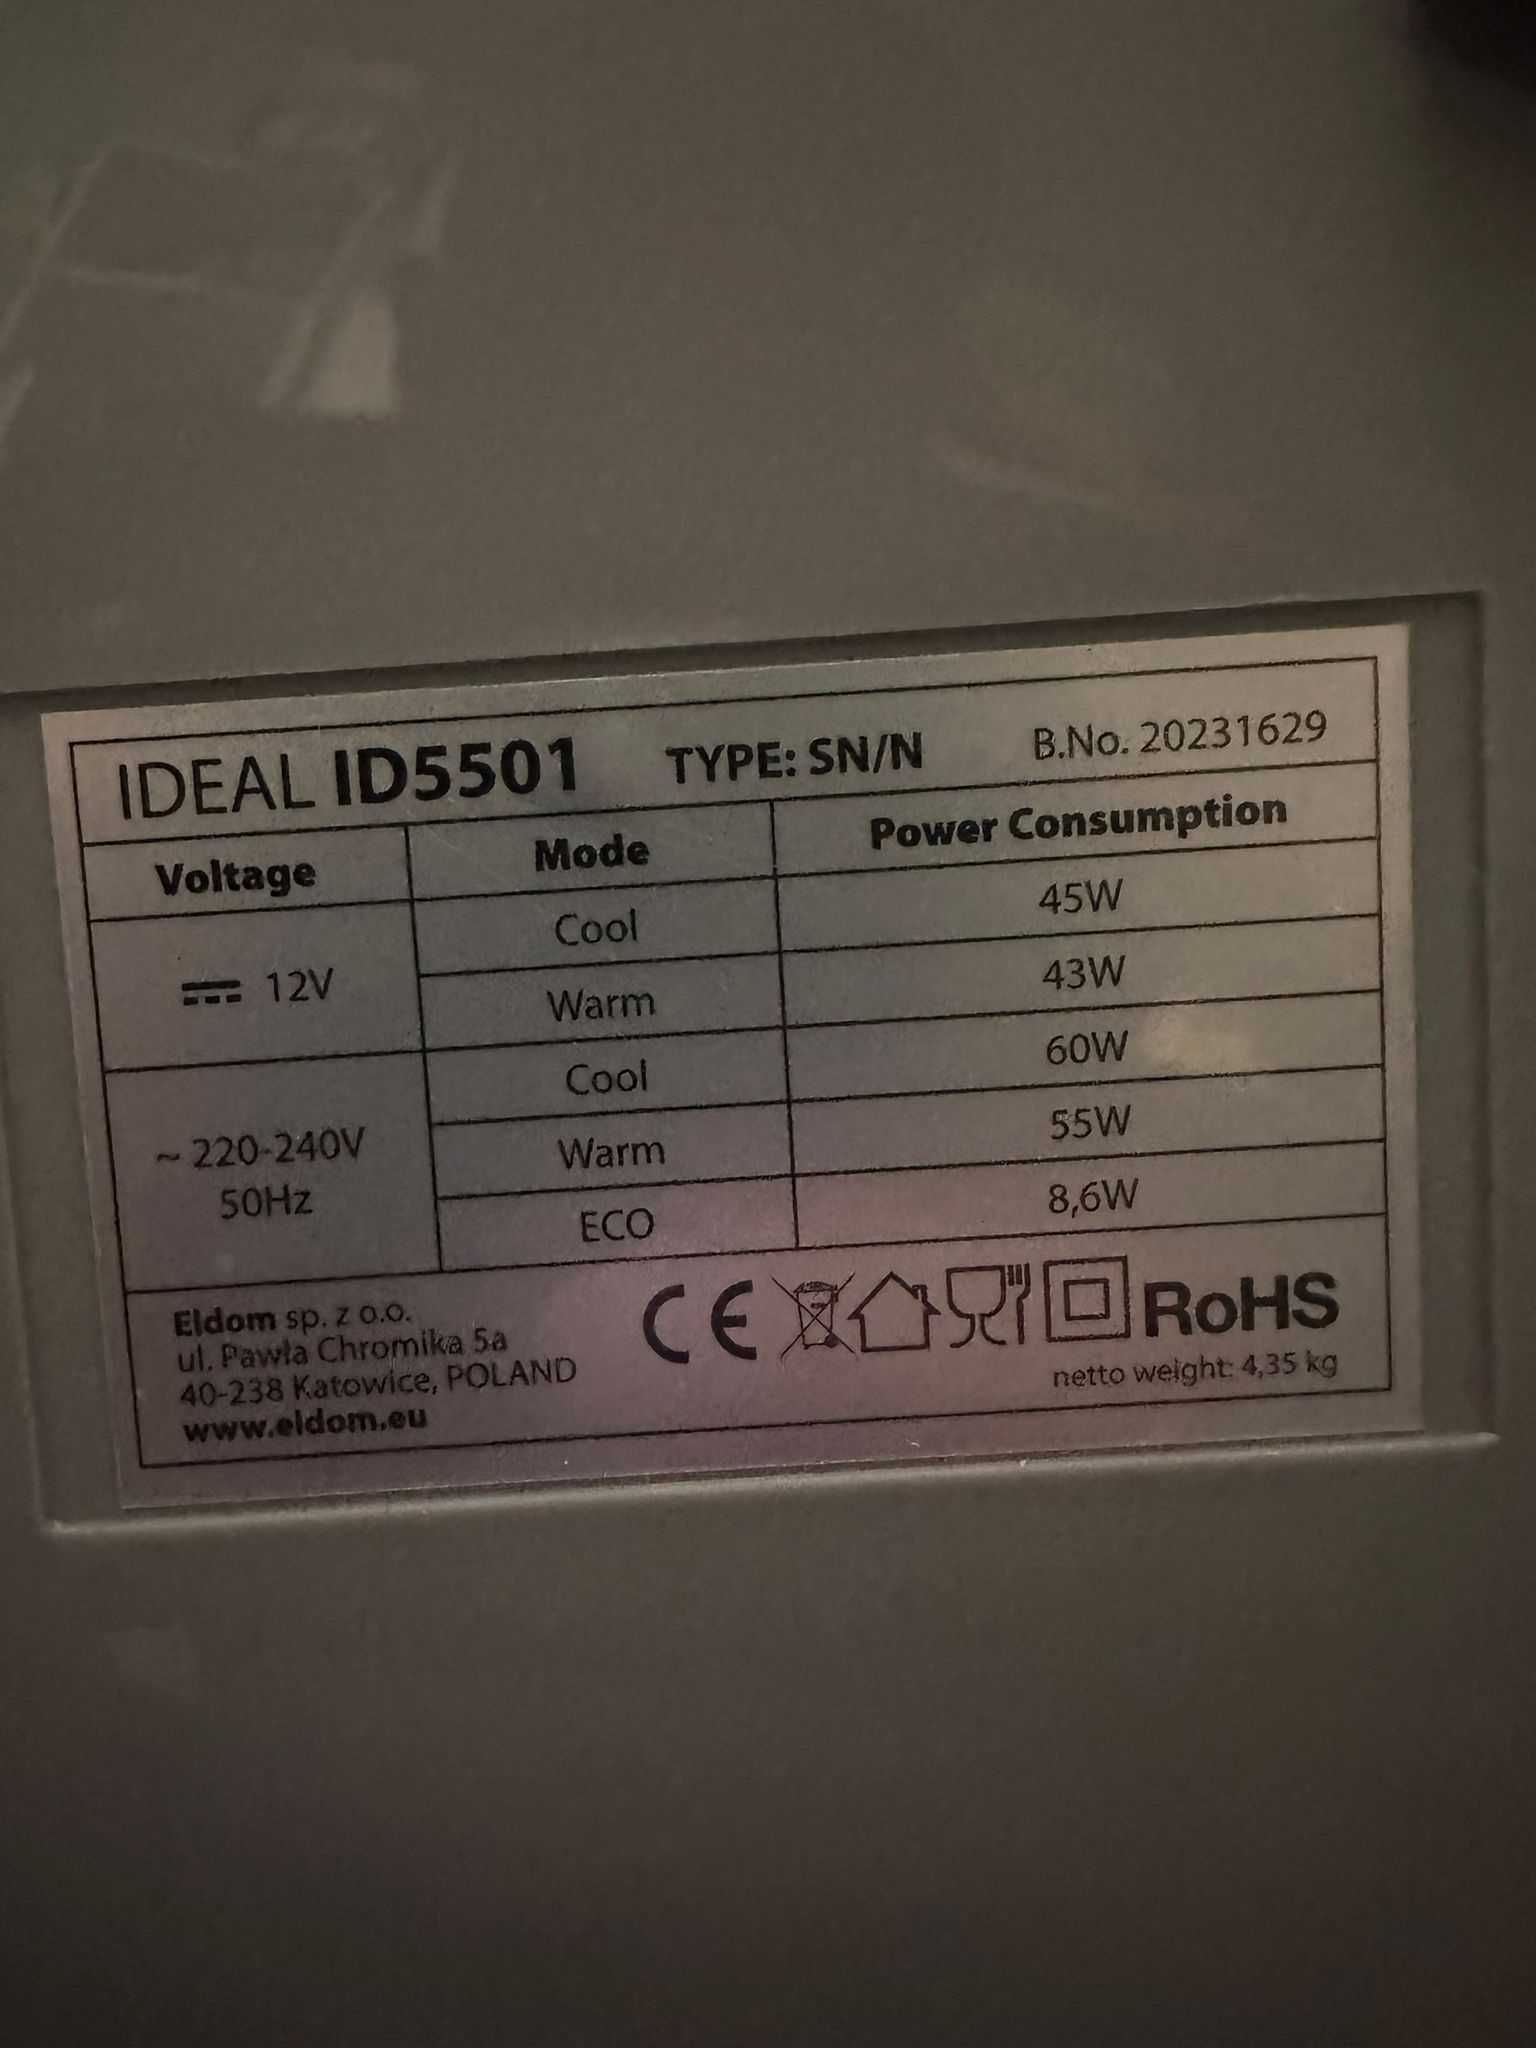 IDEAL ID5501 TYPE: SN/N B.No. 20231629
Voltage Mode Power Consumption
12V
Cool 45W
Warm 43W
~ 220-240V
50Hz
Cool 60W
Warm 55W
ECO 8,6W
Eldom sp. z o.o.
ul. Pawła Chromika 5a
40-238 Katowice, POLAND
www.eldom.eu
CE RoHS
netto weight: 4,35 kg